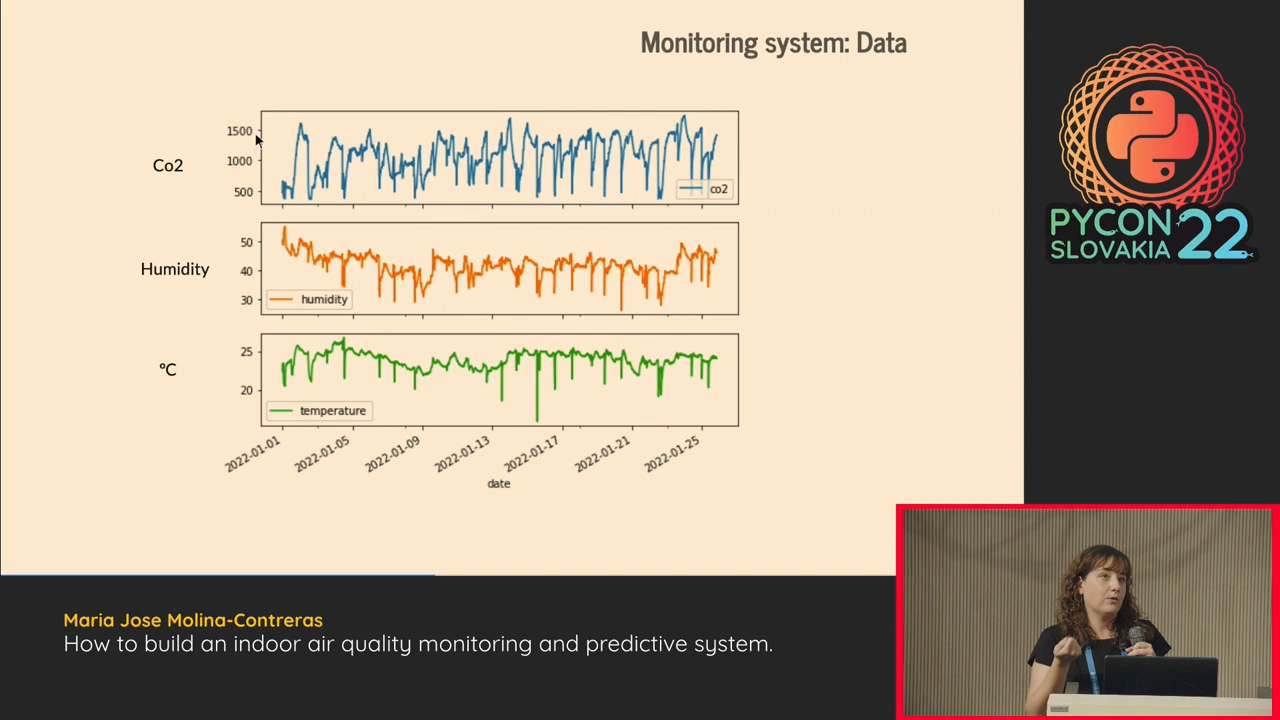 Monitoring system: Data
Co2
1500
1000
500
co2
Humidity
50
40
30
humidity
ºC
25
20
temperature
2022-01-01
2022-01-05
2022-01-09
2022-01-13
2022-01-17
2022-01-21
2022-01-25
date
PYCON
SLOVAKIA
22
Maria Jose Molina-Contreras
How to build an indoor air quality monitoring and predictive system.